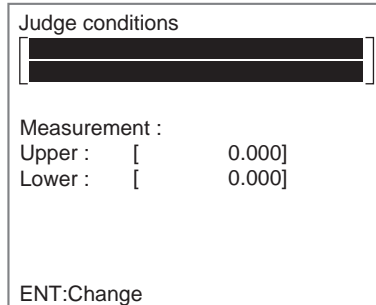 Judge conditions
[ ]
Measurement :
Upper : [ 0.000]
Lower : [ 0.000]
ENT:Change